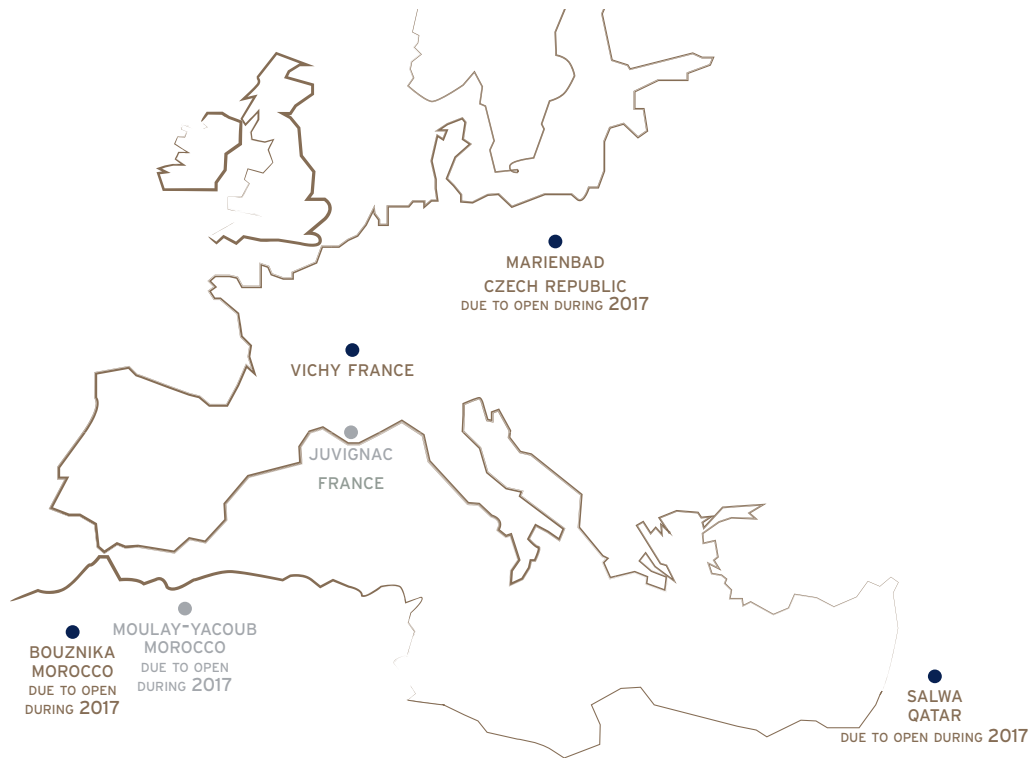 MARIENBAD
CZECH REPUBLIC
DUE TO OPEN DURING 2017
VICHY FRANCE
JUVIGNAC
FRANCE
MOULAY-YACOUB
MOROCCO
DUE TO OPEN
DURING 2017
BOUZNIKA
MOROCCO
DUE TO OPEN
DURING 2017
SALWA
QATAR
DUE TO OPEN DURING 2017